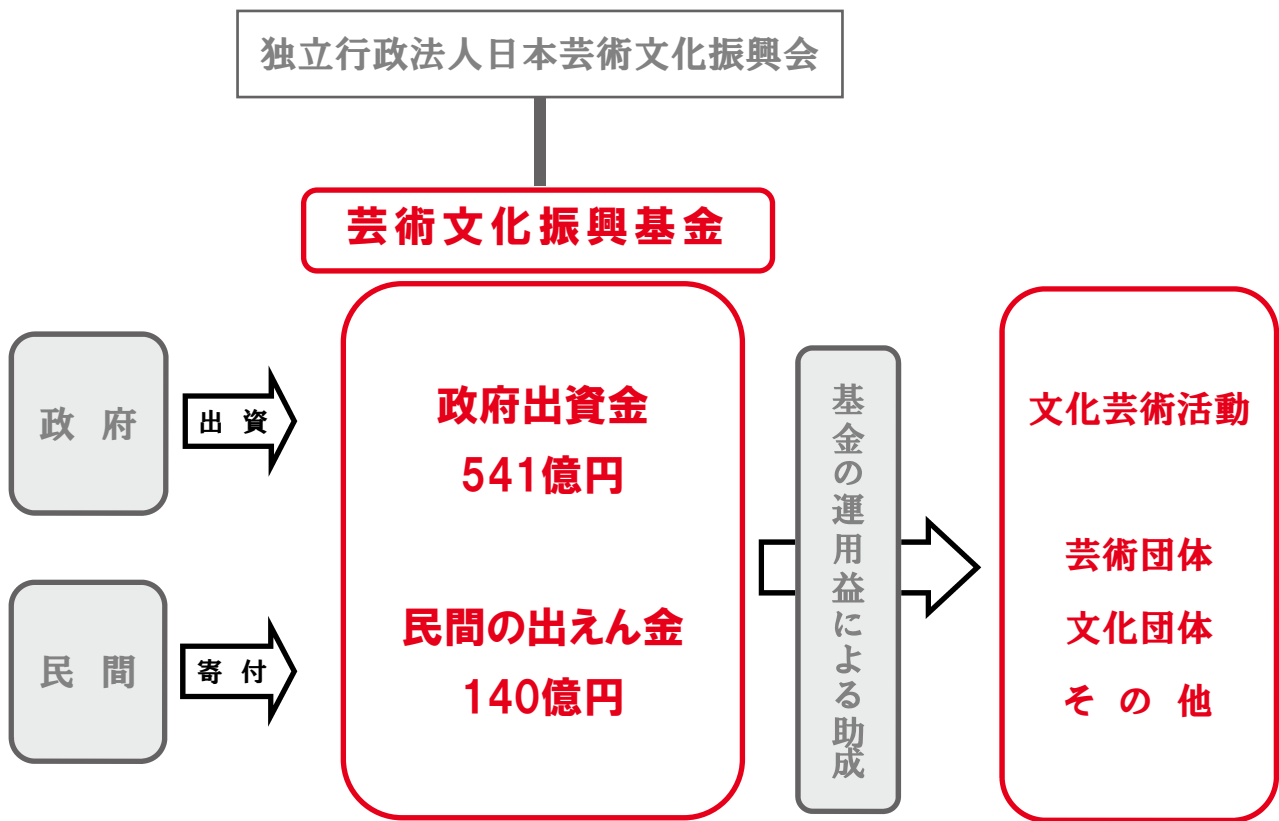 独立行政法人日本芸術文化振興会
芸術文化振興基金
政府
出資
政府出資金
541億円
民間
寄付
民間の出えん金
140億円
基金の運用益による助成
文化芸術活動
芸術団体
文化団体
その他